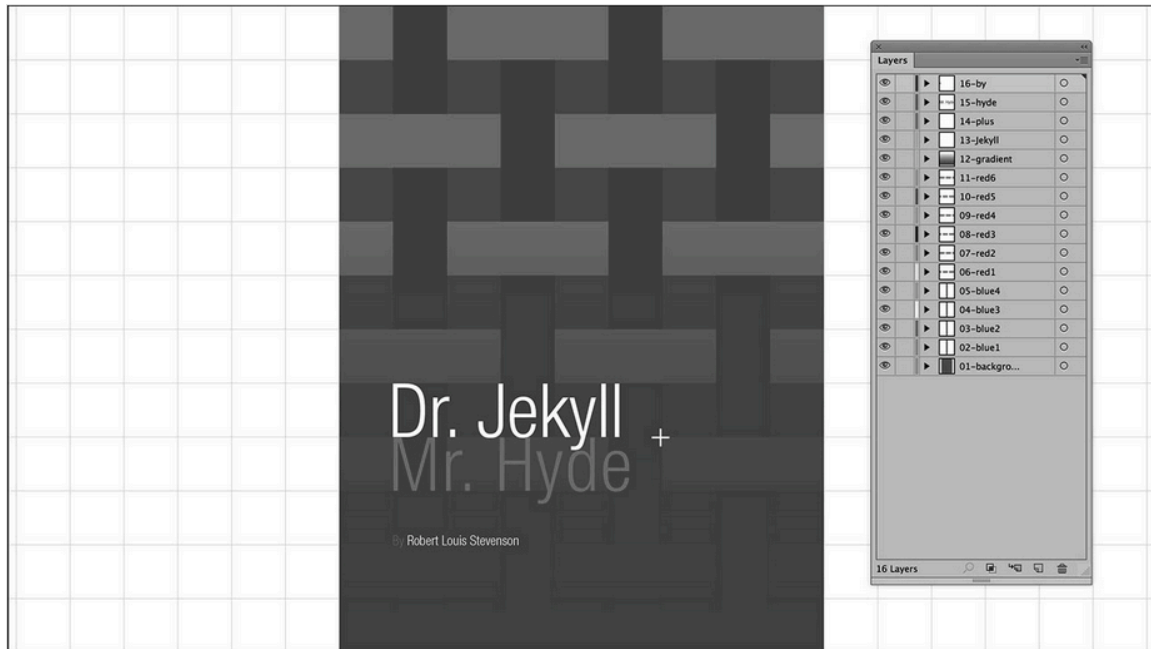 Dr. Jekyll
+
Mr. Hyde
By Robert Louis Stevenson
Layers
16-by
15-hyde
14-plus
13-Jekyll
12-gradient
11-red6
10-red5
09-red4
08-red3
07-red2
06-red1
05-blue4
04-blue3
03-blue2
02-blue1
01-backgro...
16 Layers